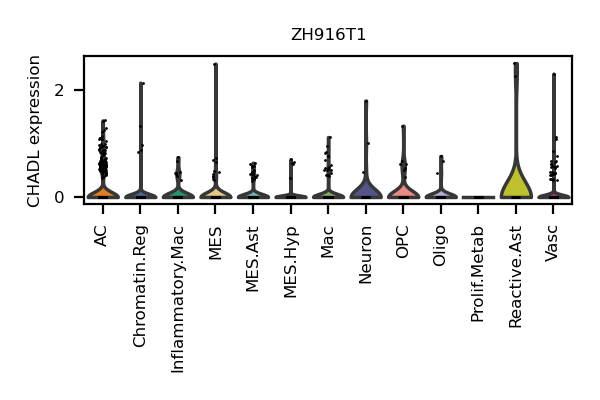 ZH916T1
CHADL expression
2
0
AC
Chromatin.Reg
Inflammatory.Mac
MES
MES.Ast
MES.Hyp
Mac
Neuron
OPC
Oligo
Prolif.Metab
Reactive.Ast
Vasc